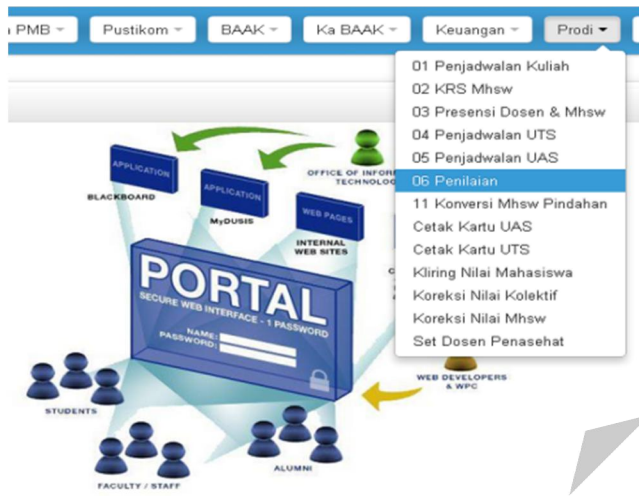 PMB
Pustikom
BAAK
Ka BAAK
Keuangan
Prodi
01 Penjadwalan Kuliah
02 KRS Mhsw
03 Presensi Dosen & Mhsw
04 Penjadwalan UTS
05 Penjadwalan UAS
06 Penilaian
11 Konversi Mhsw Pindahan
Cetak Kartu UAS
Cetak Kartu UTS
Kliring Nilai Mahasiswa
Koreksi Nilai Kolektif
Koreksi Nilai Mhsw
Set Dosen Penasehat
APPLICATION
BLACKBOARD
APPLICATION
MyDUSIS
OFFICE OF
WEB PAGES
INTERNAL
WEB SITES
PORTAL
SECURE WEB INTERFACE - 1 PASSWORD
NAME:
PASSWORD:
STUDENTS
FACULTY / STAFF
ALUMNI
WEB DEVELOPERS
& WPC